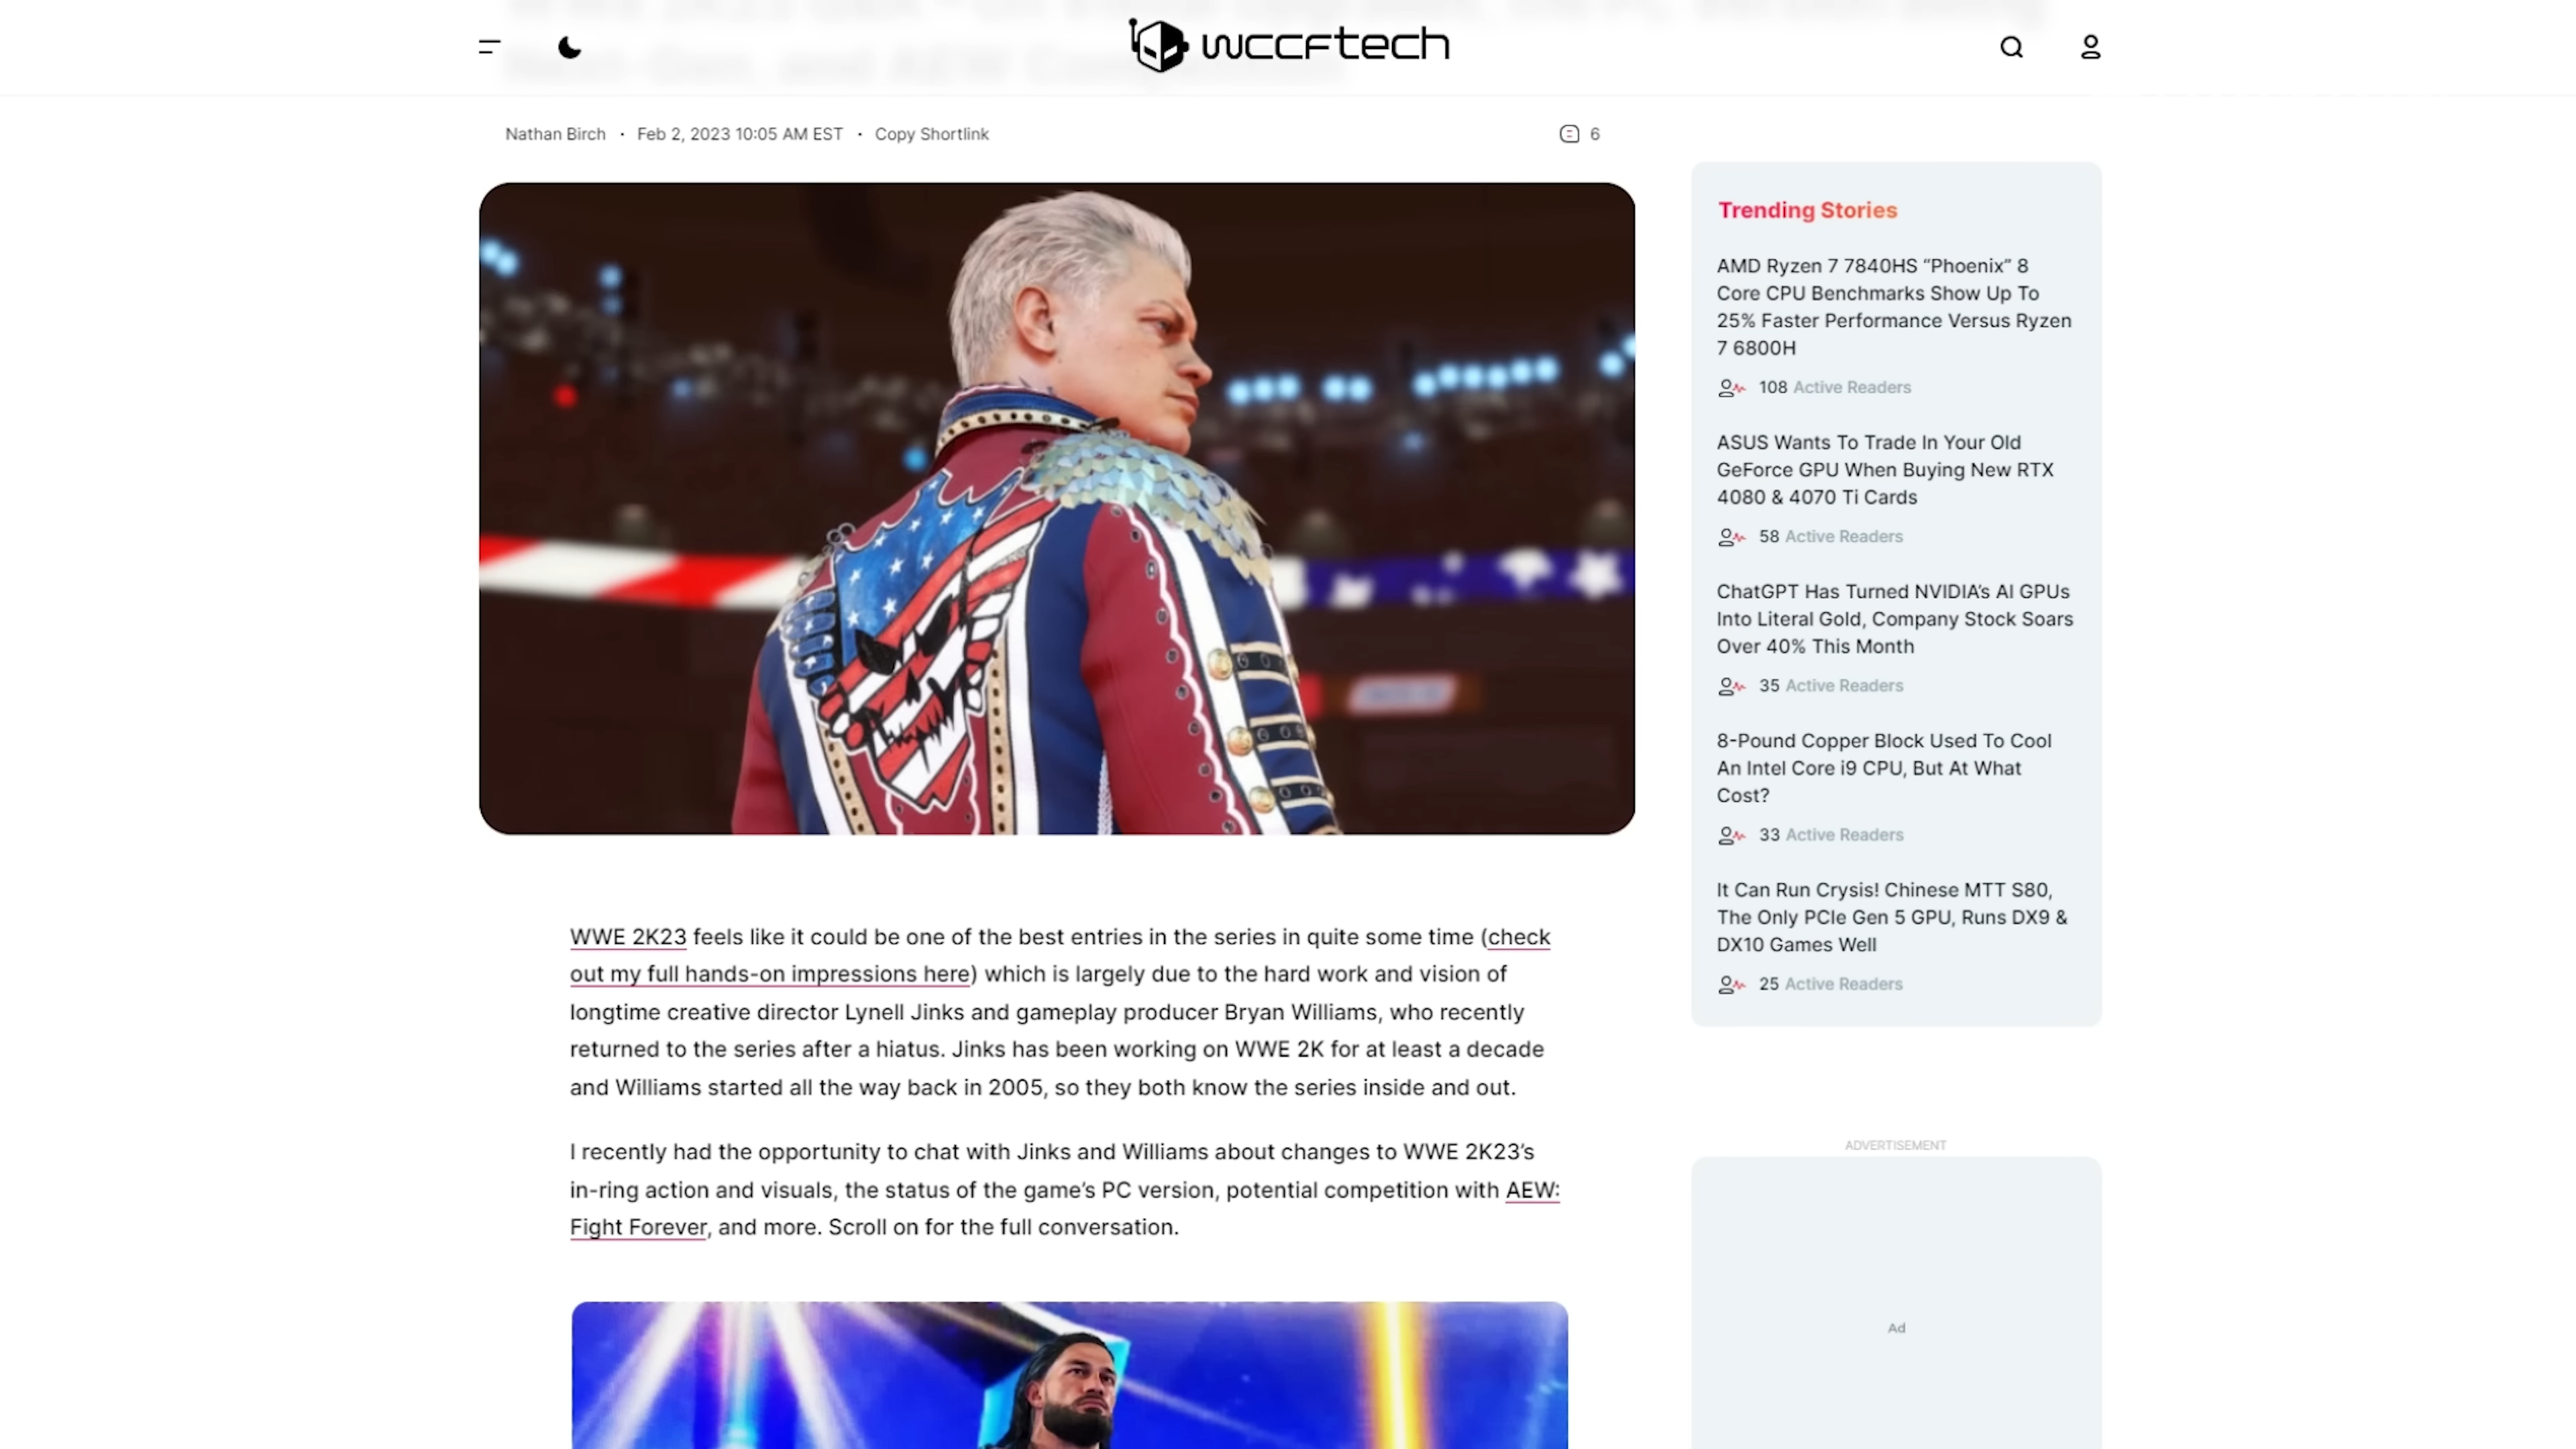 wccftech
Nathan Birch • Feb 2, 2023 10:05 AM EST • Copy Shortlink
6
WWE 2K23 feels like it could be one of the best entries in the series in quite some time (check
out my full hands-on impressions here) which is largely due to the hard work and vision of
longtime creative director Lynell Jinks and gameplay producer Bryan Williams, who recently
returned to the series after a hiatus. Jinks has been working on WWE 2K for at least a decade
and Williams started all the way back in 2005, so they both know the series inside and out.
I recently had the opportunity to chat with Jinks and Williams about changes to WWE 2K23’s
in-ring action and visuals, the status of the game’s PC version, potential competition with AEW:
Fight Forever, and more. Scroll on for the full conversation.
Trending Stories
AMD Ryzen 7 7840HS “Phoenix” 8
Core CPU Benchmarks Show Up To
25% Faster Performance Versus Ryzen
7 6800H
108 Active Readers
ASUS Wants To Trade In Your Old
GeForce GPU When Buying New RTX
4080 & 4070 Ti Cards
58 Active Readers
ChatGPT Has Turned NVIDIA’s AI GPUs
Into Literal Gold, Company Stock Soars
Over 40% This Month
35 Active Readers
8-Pound Copper Block Used To Cool
An Intel Core i9 CPU, But At What
Cost?
33 Active Readers
It Can Run Crysis! Chinese MTT S80,
The Only PCIe Gen 5 GPU, Runs DX9 &
DX10 Games Well
25 Active Readers
ADVERTISEMENT
Ad